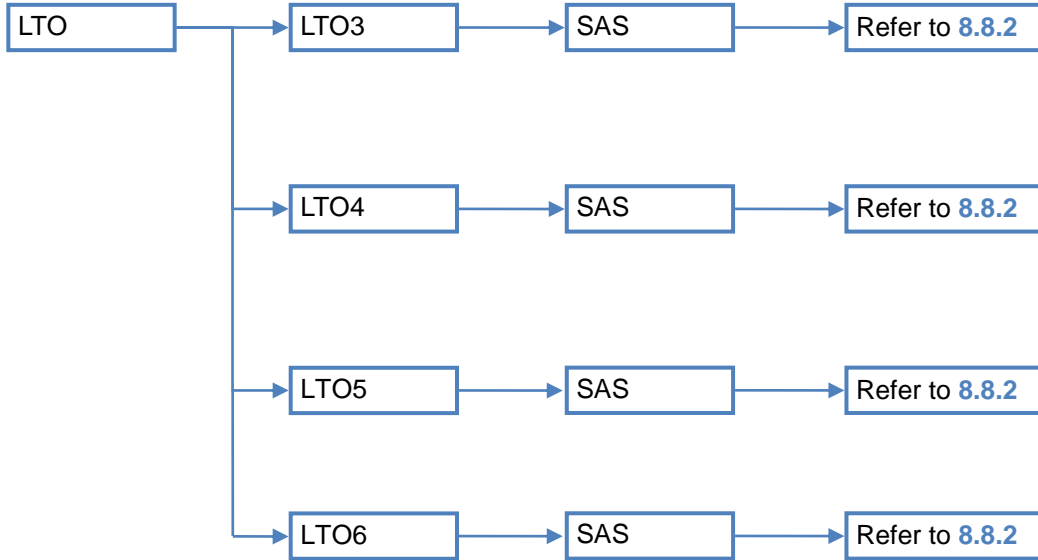 LTO
LTO3
SAS
Refer to 8.8.2
LTO4
SAS
Refer to 8.8.2
LTO5
SAS
Refer to 8.8.2
LTO6
SAS
Refer to 8.8.2